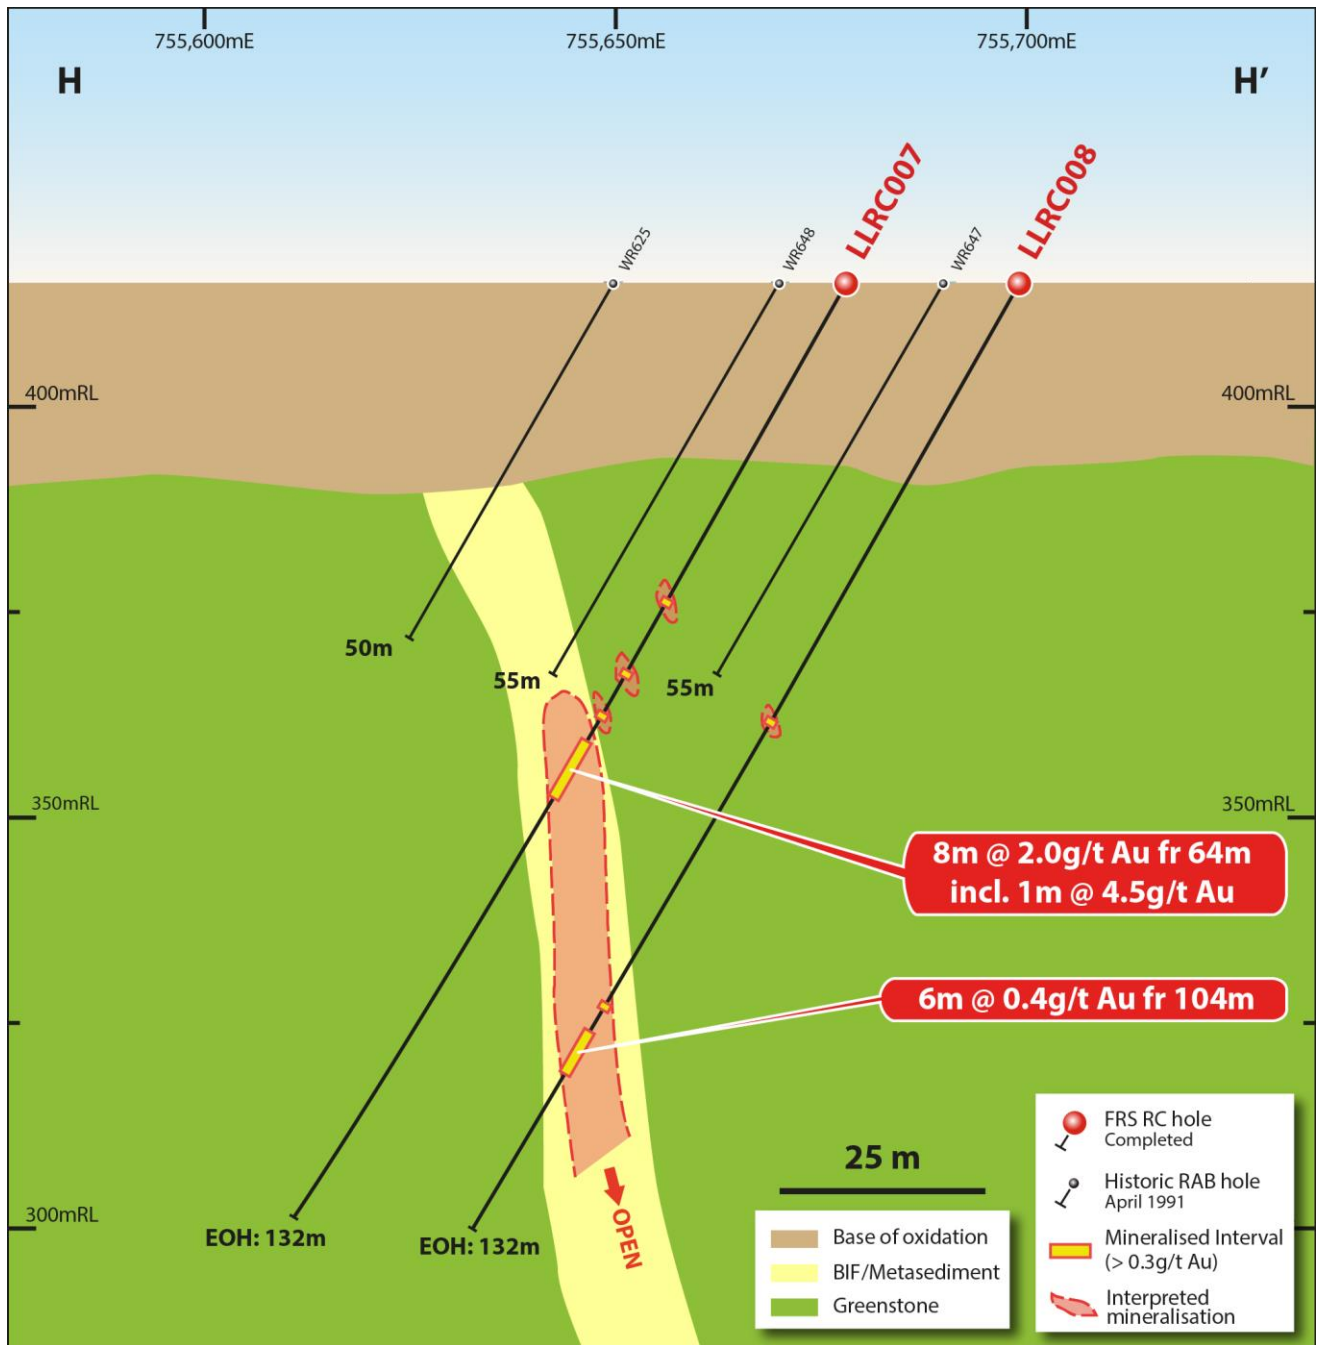 755,600mE
755,650mE
755,700mE
H
H'
WR625
WR648
LLRC007
WR647
LLRC008
400mRL
400mRL
50m
55m
55m
350mRL
350mRL
8m @ 2.0g/t Au fr 64m
incl. 1m @ 4.5g/t Au
6m @ 0.4g/t Au fr 104m
300mRL
EOH: 132m
EOH: 132m
OPEN
25 m
Base of oxidation
BIF/Metasediment
Greenstone
FRS RC hole
Completed
Historic RAB hole
April 1991
Mineralised Interval
(> 0.3g/t Au)
Interpreted
mineralisation